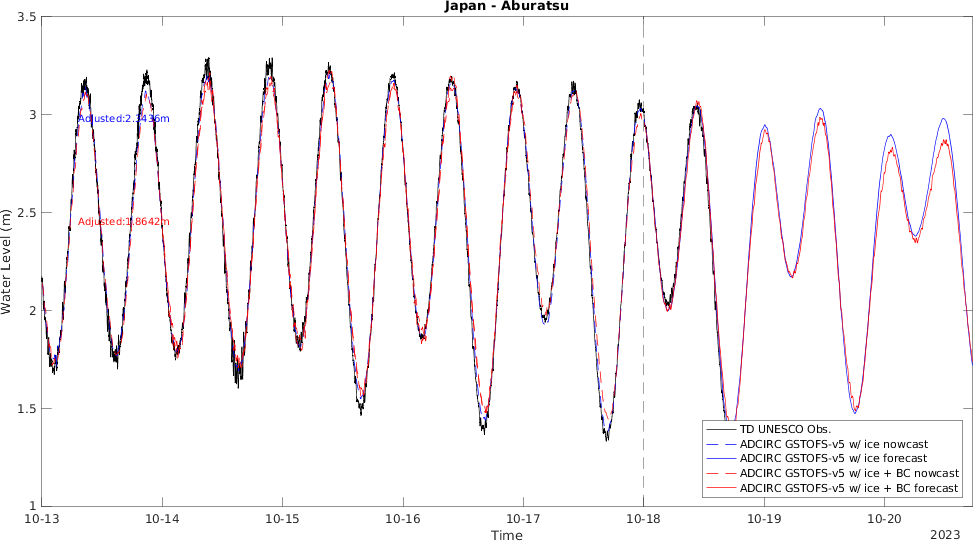 Japan - Aburatsu
3.5
3
2.5
2
1.5
1
Water Level (m)
Adjusted:2.3436m
Adjusted:1.8642m
TD UNESCO Obs.
ADCIRC GSTOFS-v5 w/ ice nowcast
ADCIRC GSTOFS-v5 w/ ice forecast
ADCIRC GSTOFS-v5 w/ ice + BC nowcast
ADCIRC GSTOFS-v5 w/ ice + BC forecast
10-13 10-14 10-15 10-16 10-17 10-18 10-19 10-20
Time
2023